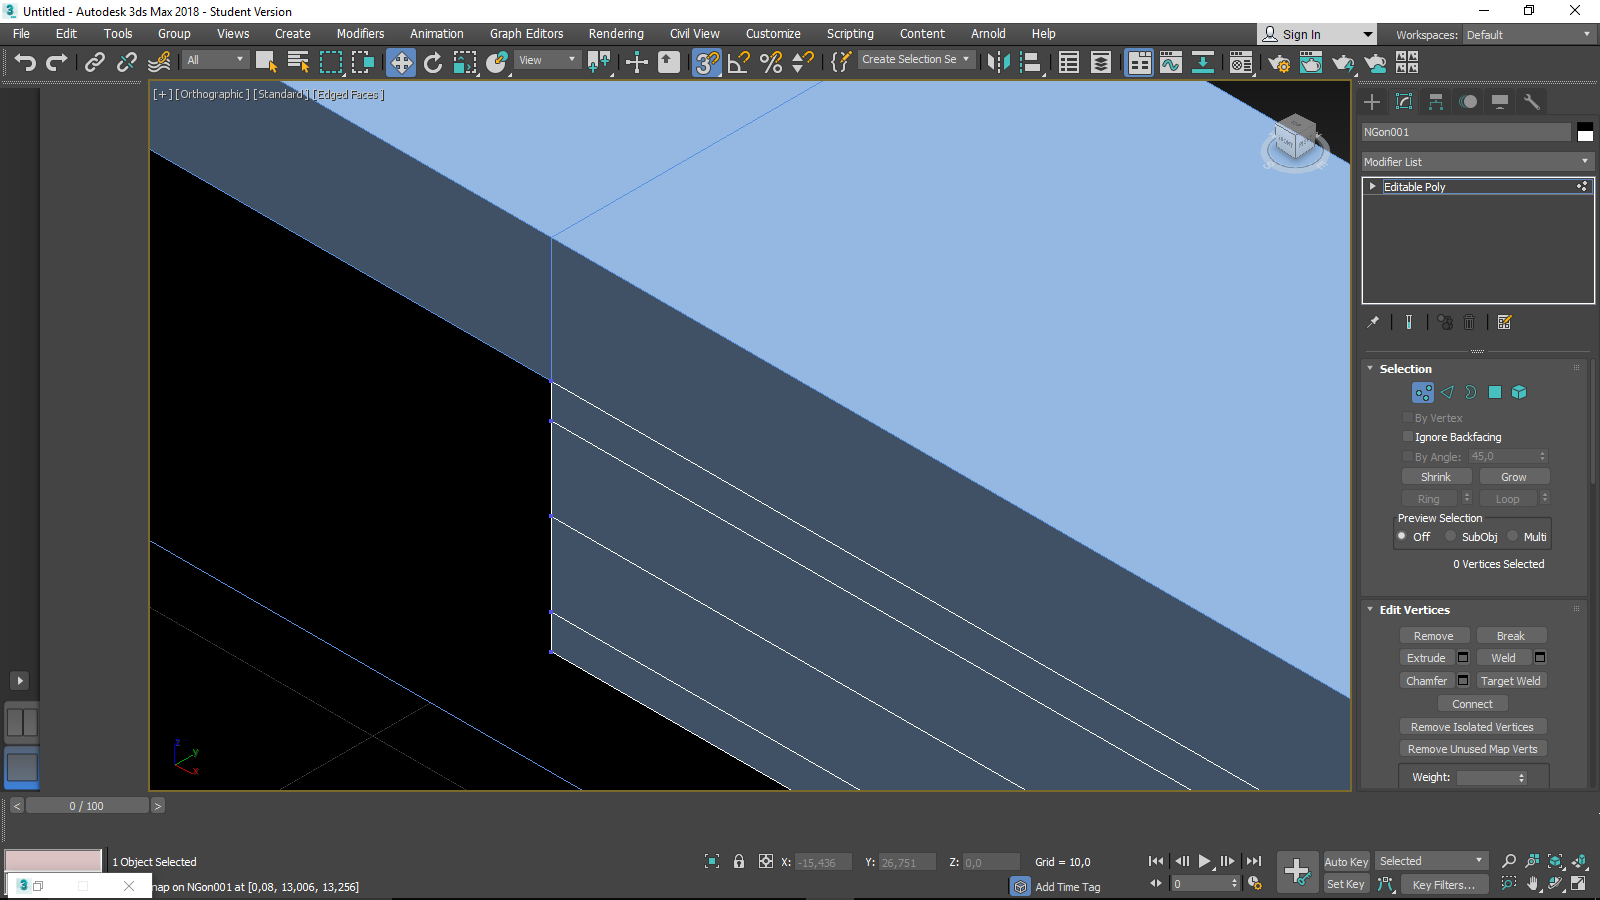 Untitled - Autodesk 3ds Max 2018 - Student Version
File Edit Tools Group Views Create Modifiers Animation Graph Editors Rendering Civil View Customize Scripting Content Arnold Help Sign In Workspaces: Default
All View Create Selection Se
[+] [Orthographic] [Standard] [Edged Faces]
NGon001
Modifier List
Editable Poly
Selection
By Vertex
Ignore Backfacing
By Angle: 45,0
Shrink Grow
Ring Loop
Preview Selection
Off SubObj Multi
0 Vertices Selected
Edit Vertices
Remove Break
Extrude Weld
Chamfer Target Weld
Connect
Remove Isolated Vertices
Remove Unused Map Verts
Weight:
z
y
x
< 0 / 100 >
1 Object Selected X: -15,436 Y: 26,751 Z: 0,0 Grid = 10,0 Auto Key Selected
map on NGon001 at [0,08, 13,006, 13,256] Add Time Tag 0 Set Key Key Filters...